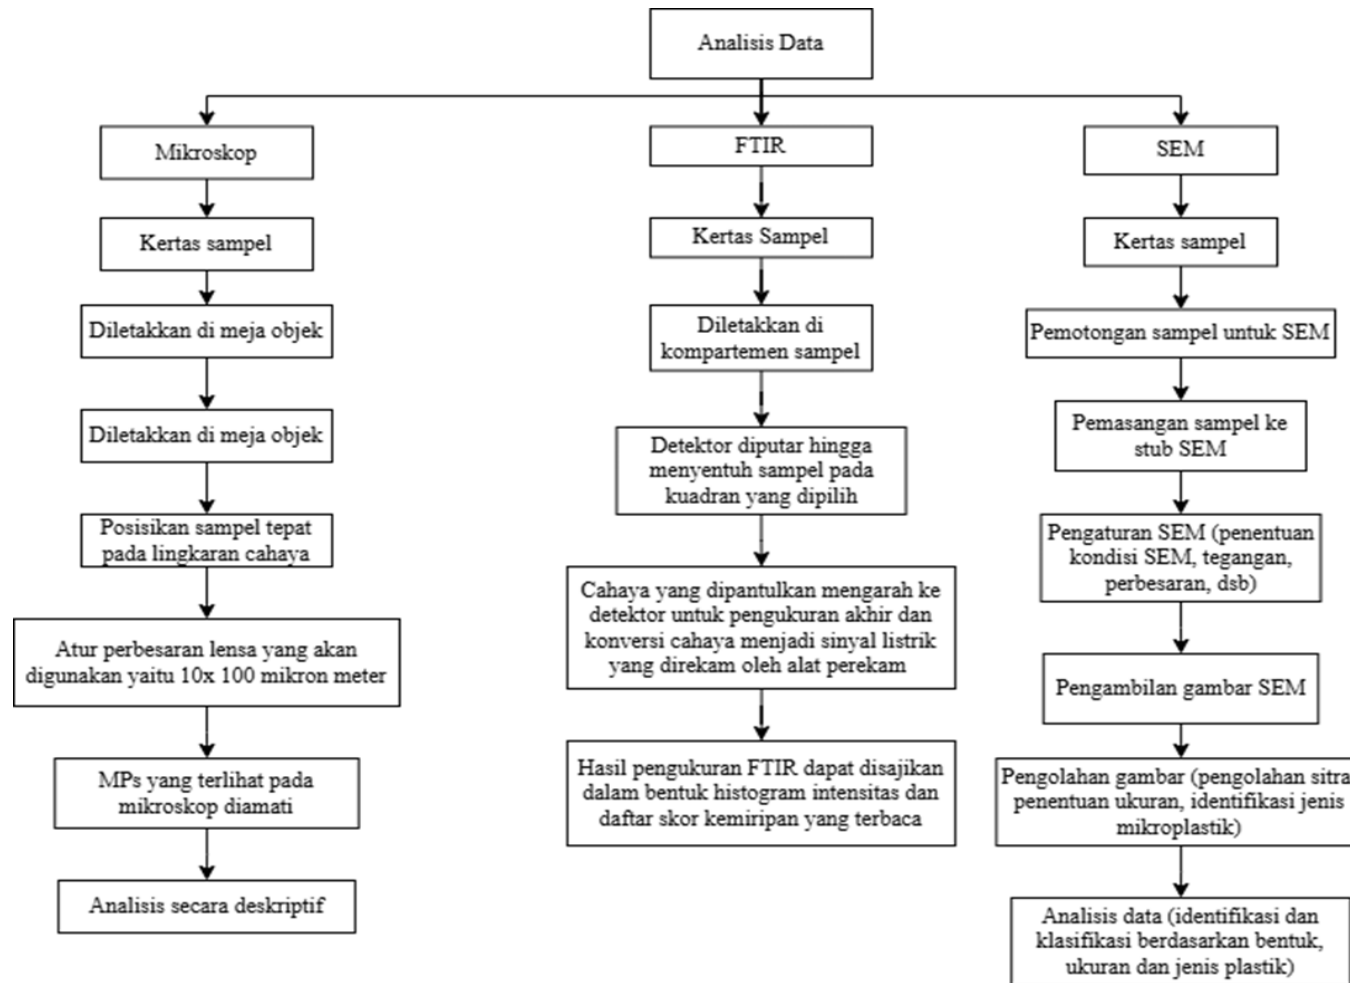 Analisis Data
Mikroskop
Kertas sampel
Diletakkan di meja objek
Diletakkan di meja objek
Posisikan sampel tepat
pada lingkaran cahaya
Atur perbesaran lensa yang akan
digunakan yaitu 10x 100 mikron meter
MPs yang terlihat pada
mikroskop diamati
Analisis secara deskriptif
FTIR
Kertas Sampel
Diletakkan di
kompartemen sampel
Detektor diputar hingga
menyentuh sampel pada
kuadran yang dipilih
Cahaya yang dipantulkan mengarah ke
detektor untuk pengukuran akhir dan
konversi cahaya menjadi sinyal listrik
yang direkam oleh alat perekam
Hasil pengukuran FTIR dapat disajikan
dalam bentuk histogram intensitas dan
daftar skor kemiripan yang terbaca
SEM
Kertas sampel
Pemotongan sampel untuk SEM
Pemasangan sampel ke
stub SEM
Pengaturan SEM (penentuan
kondisi SEM, tegangan,
perbesaran, dsb)
Pengambilan gambar SEM
Pengolahan gambar (pengolahan sitra
penentuan ukuran, identifikasi jenis
mikroplastik)
Analisis data (identifikasi dan
klasifikasi berdasarkan bentuk,
ukuran dan jenis plastik)